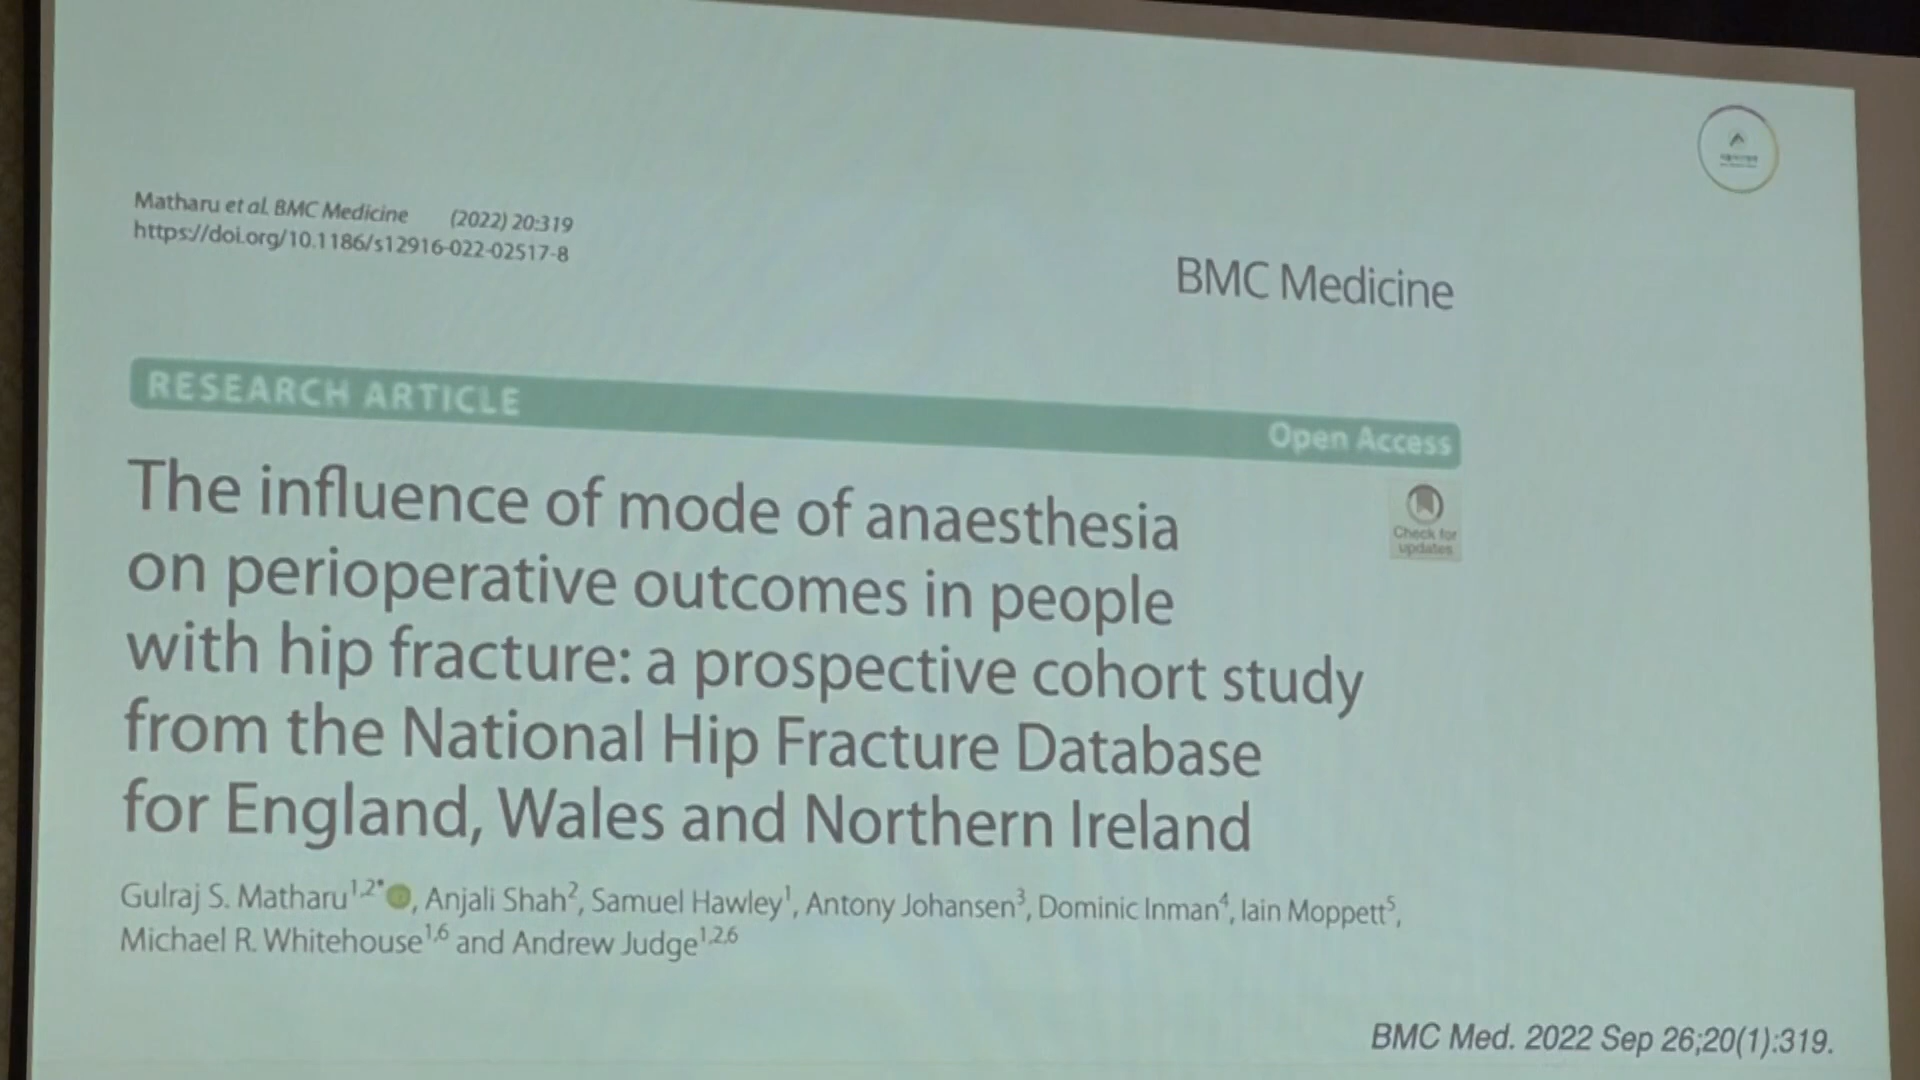 Matharu et al. BMC Medicine (2022) 20:319
https://doi.org/10.1186/s12916-022-02517-8
BMC Medicine
RESEARCH ARTICLE
Open Access
The influence of mode of anaesthesia
on perioperative outcomes in people
with hip fracture: a prospective cohort study
from the National Hip Fracture Database
for England, Wales and Northern Ireland
Check for
updates
Gulraj S. Matharu1,2*, Anjali Shah2, Samuel Hawley1, Antony Johansen3, Dominic Inman4, Iain Moppett5,
Michael R. Whitehouse1,6 and Andrew Judge1,2,6
BMC Med. 2022 Sep 26;20(1):319.